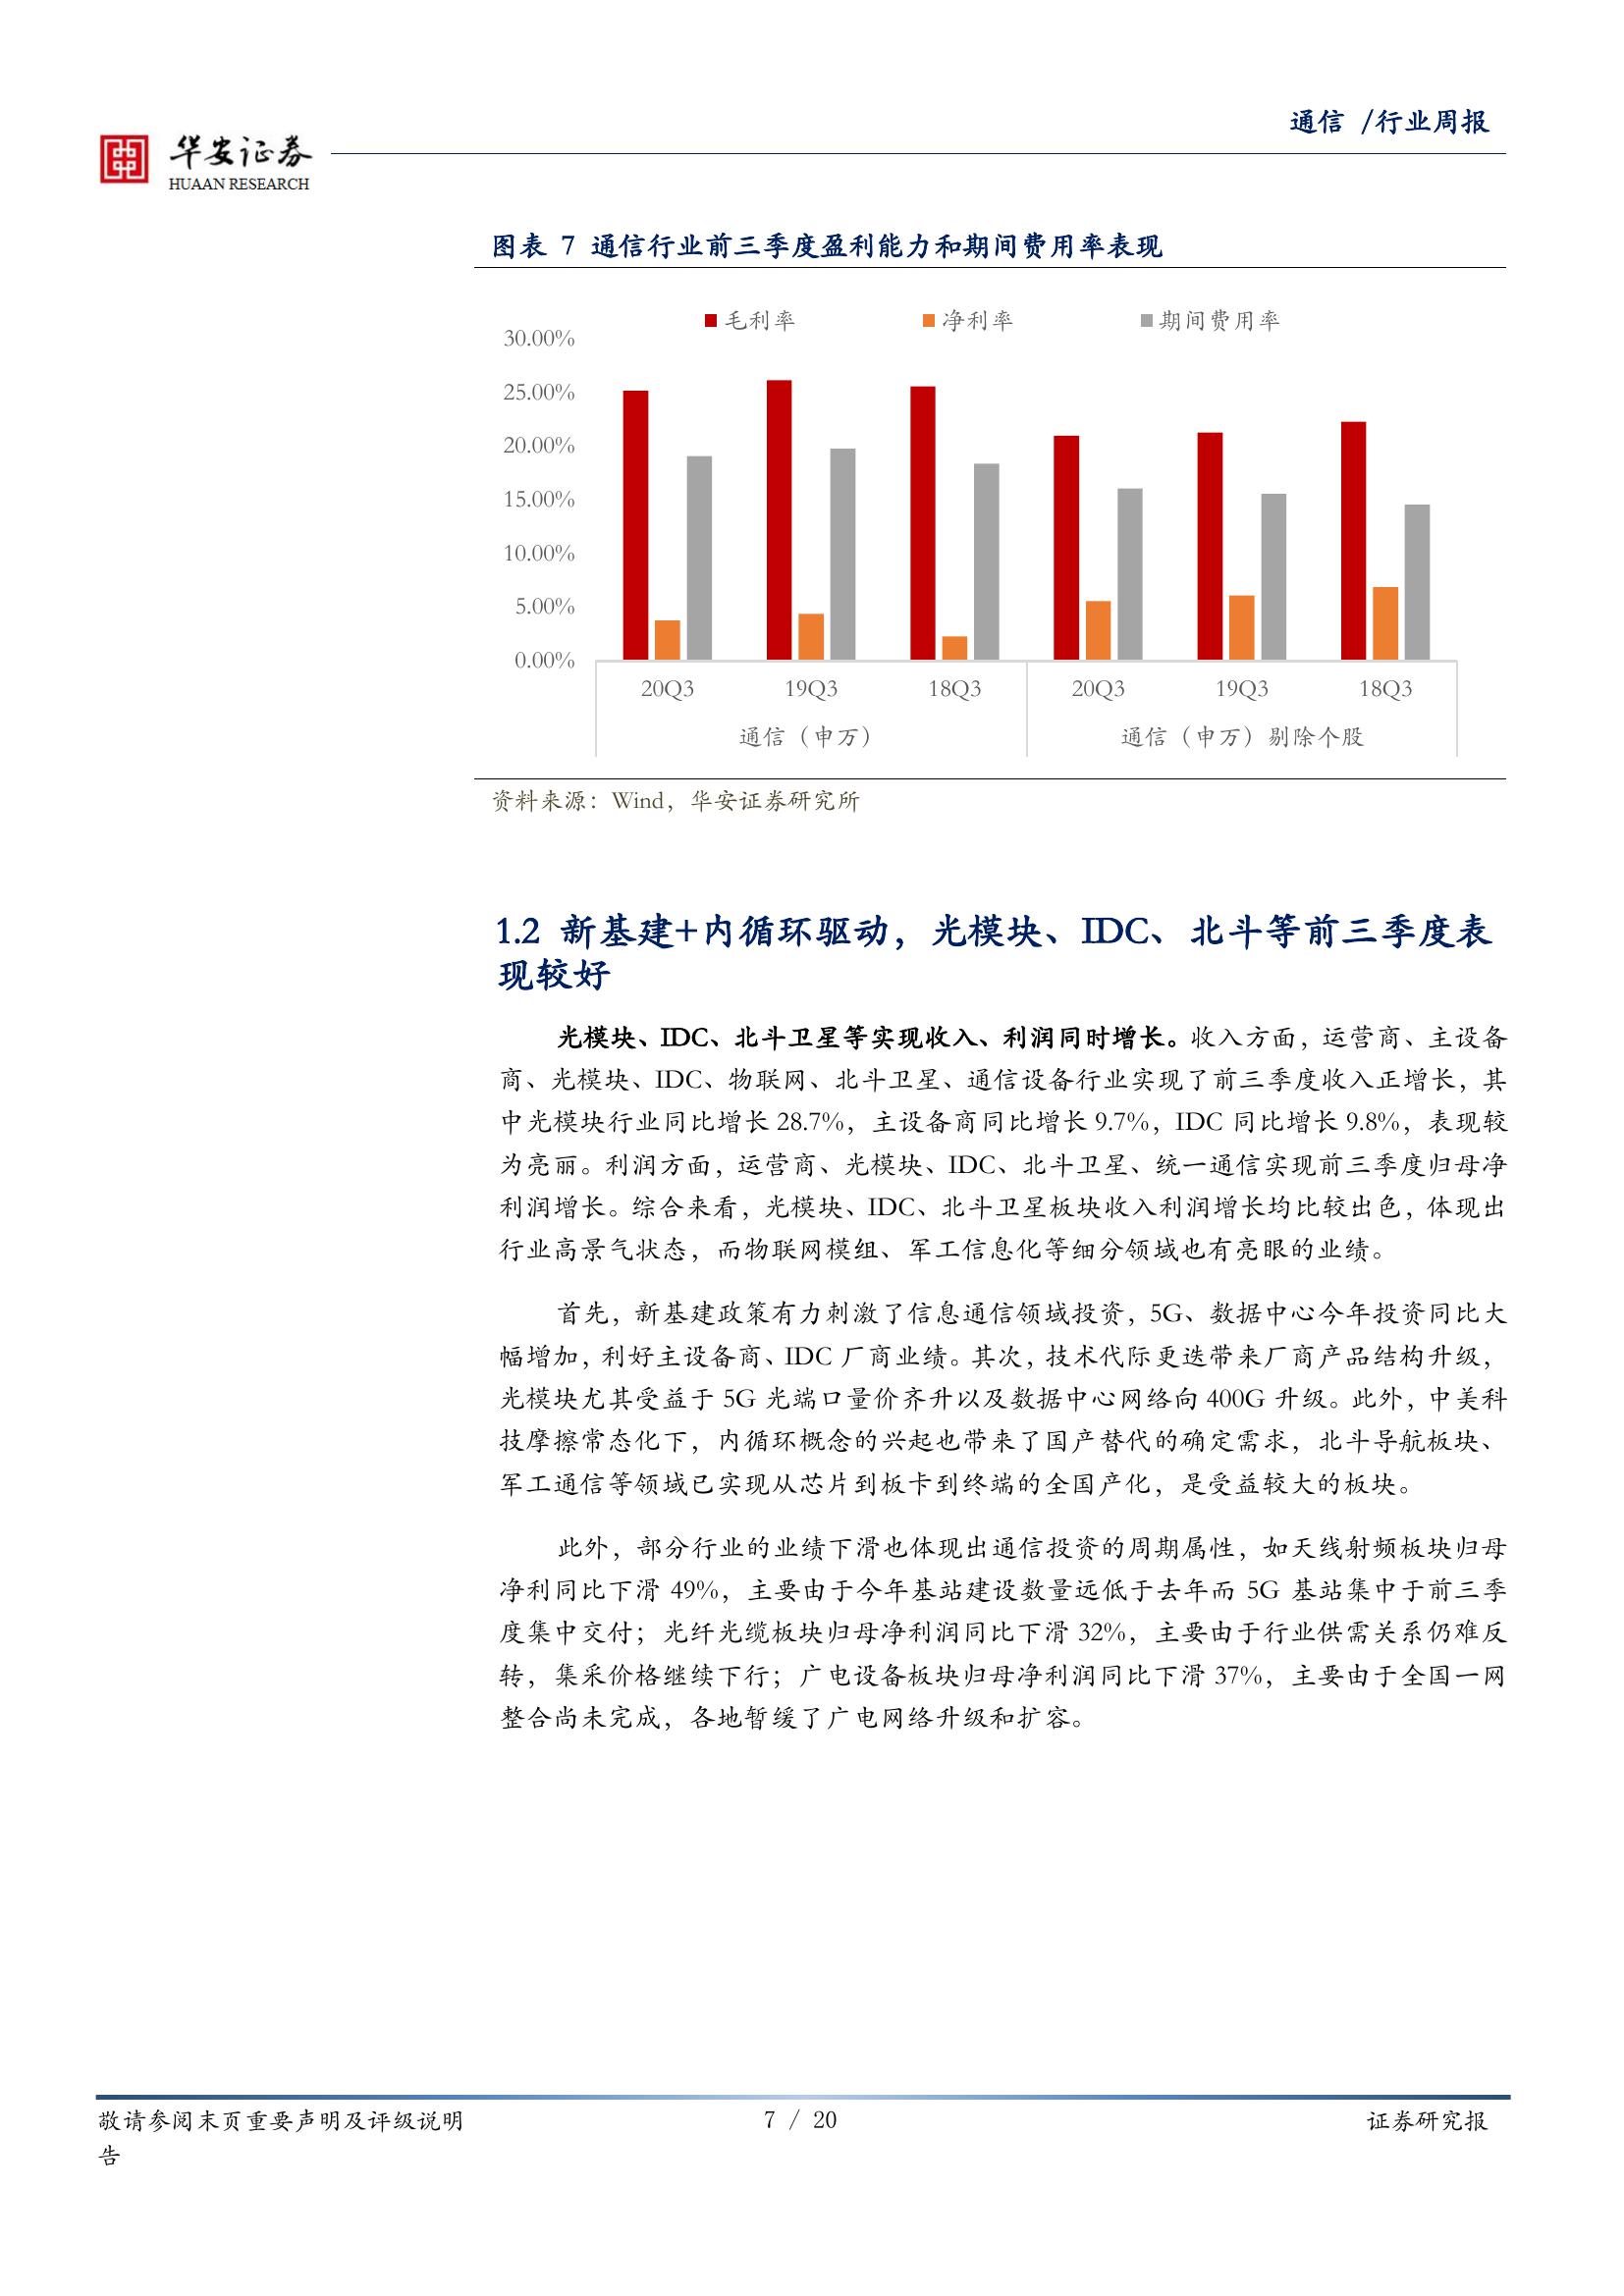 通信 /行业周报
华安证券
HUAAN RESEARCH
图表 7 通信行业前三季度盈利能力和期间费用率表现
毛利率 净利率 期间费用率
30.00%
25.00%
20.00%
15.00%
10.00%
5.00%
0.00%
20Q3 19Q3 18Q3 20Q3 19Q3 18Q3
通信（申万） 通信（申万）剔除个股
资料来源：Wind，华安证券研究所
1.2 新基建+内循环驱动，光模块、IDC、北斗等前三季度表
现较好
光模块、IDC、北斗卫星等实现收入、利润同时增长。收入方面，运营商、主设备
商、光模块、IDC、物联网、北斗卫星、通信设备行业实现了前三季度收入正增长，其
中光模块行业同比增长 28.7%，主设备商同比增长 9.7%，IDC 同比增长 9.8%，表现较
为亮丽。利润方面，运营商、光模块、IDC、北斗卫星、统一通信实现前三季度归母净
利润增长。综合来看，光模块、IDC、北斗卫星板块收入利润增长均比较出色，体现出
行业高景气状态，而物联网模组、军工信息化等细分领域也有亮眼的业绩。
首先，新基建政策有力刺激了信息通信领域投资，5G、数据中心今年投资同比大
幅增加，利好主设备商、IDC 厂商业绩。其次，技术代际更迭带来厂商产品结构升级，
光模块尤其受益于 5G 光端口量价齐升以及数据中心网络向 400G 升级。此外，中美科
技摩擦常态化下，内循环概念的兴起也带来了国产替代的确定需求，北斗导航板块、
军工通信等领域已实现从芯片到板卡到终端的全国产化，是受益较大的板块。
此外，部分行业的业绩下滑也体现出通信投资的周期属性，如天线射频板块归母
净利同比下滑 49%，主要由于今年基站建设数量远低于去年而 5G 基站集中于前三季
度集中交付；光纤光缆板块归母净利润同比下滑 32%，主要由于行业供需关系仍难反
转，集采价格继续下行；广电设备板块归母净利润同比下滑 37%，主要由于全国一网
整合尚未完成，各地暂缓了广电网络升级和扩容。
敬请参阅末页重要声明及评级说明 7 / 20 证券研究报
告